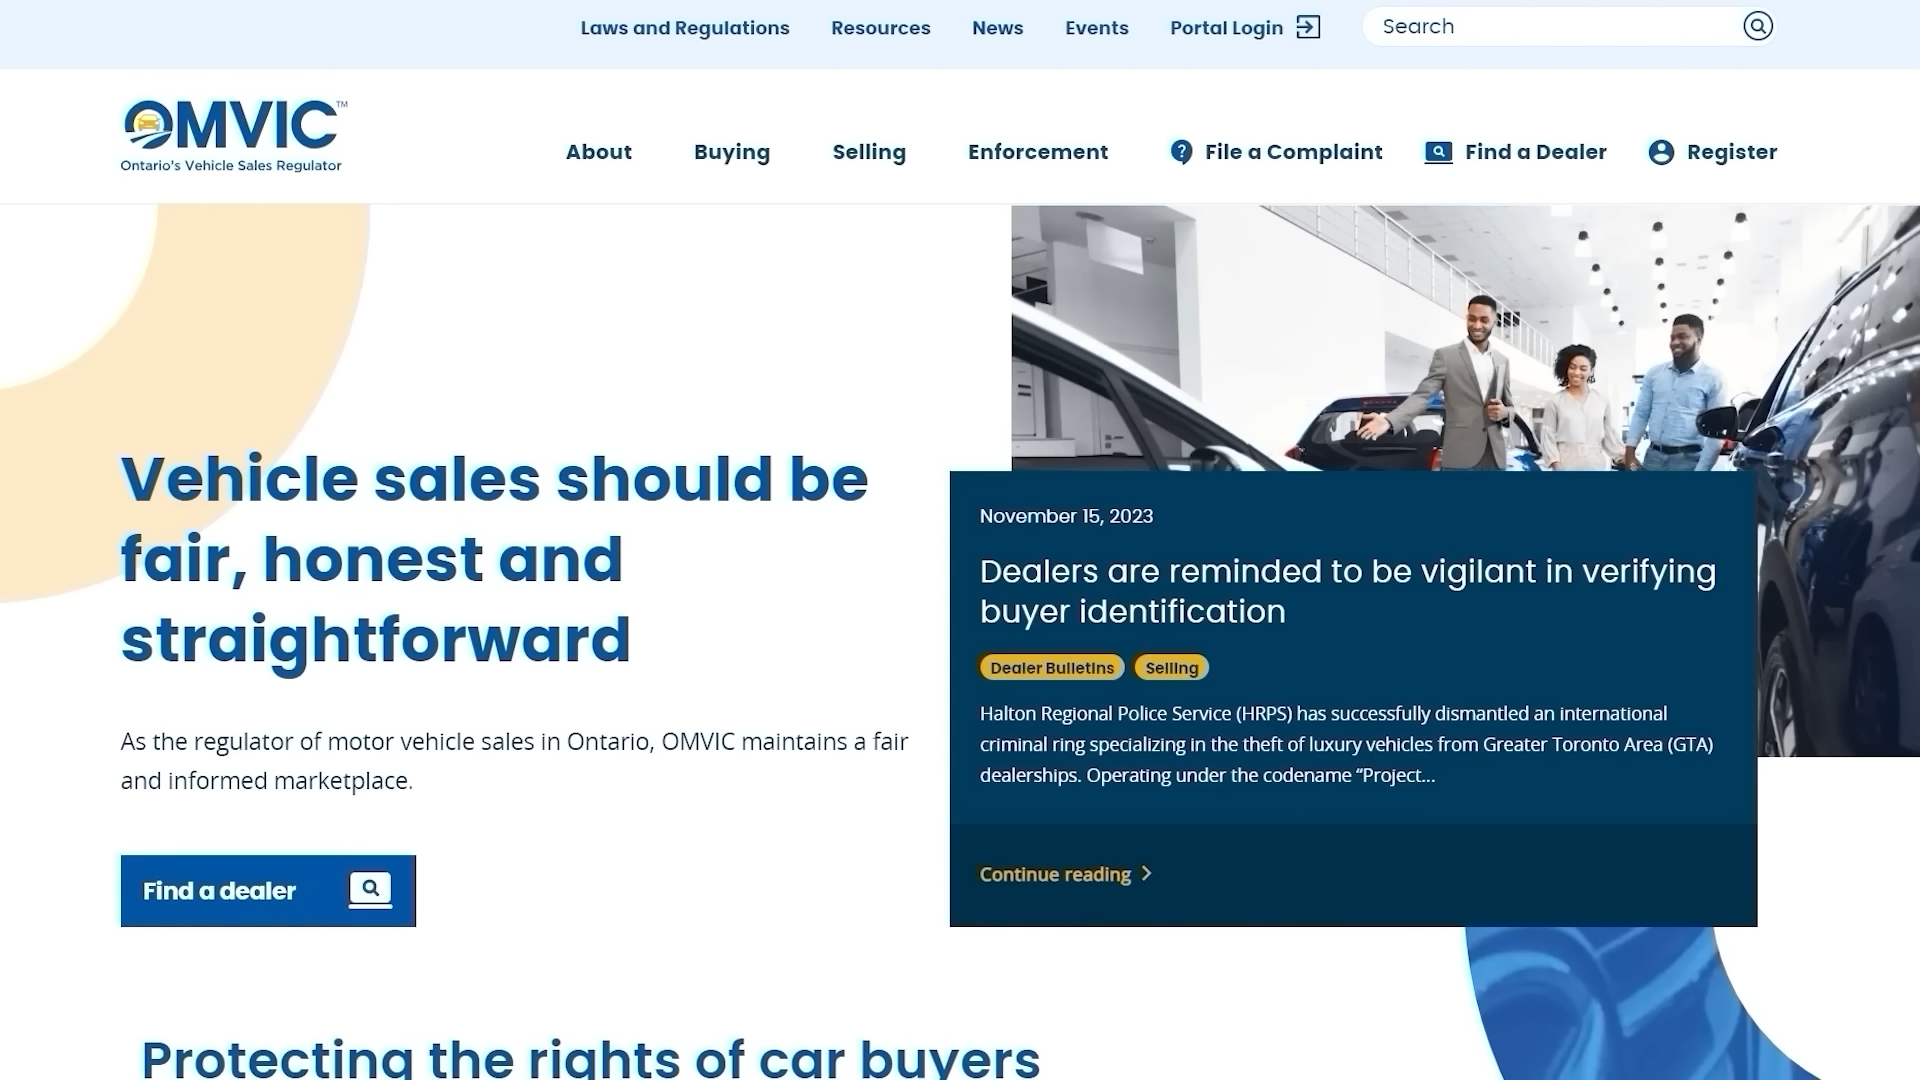 Laws and Regulations Resources News Events Portal Login Search
OMVIC™
Ontario's Vehicle Sales Regulator
About Buying Selling Enforcement File a Complaint Find a Dealer Register
Vehicle sales should be
fair, honest and
straightforward
As the regulator of motor vehicle sales in Ontario, OMVIC maintains a fair
and informed marketplace.
Find a dealer
November 15, 2023
Dealers are reminded to be vigilant in verifying
buyer identification
Dealer Bulletins Selling
Halton Regional Police Service (HRPS) has successfully dismantled an international
criminal ring specializing in the theft of luxury vehicles from Greater Toronto Area (GTA)
dealerships. Operating under the codename “Project...
Continue reading
Protecting the rights of car buyers